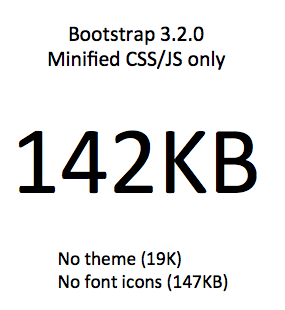 Bootstrap 3.2.0
Minified CSS/JS only
142KB
No theme (19K)
No font icons (147KB)